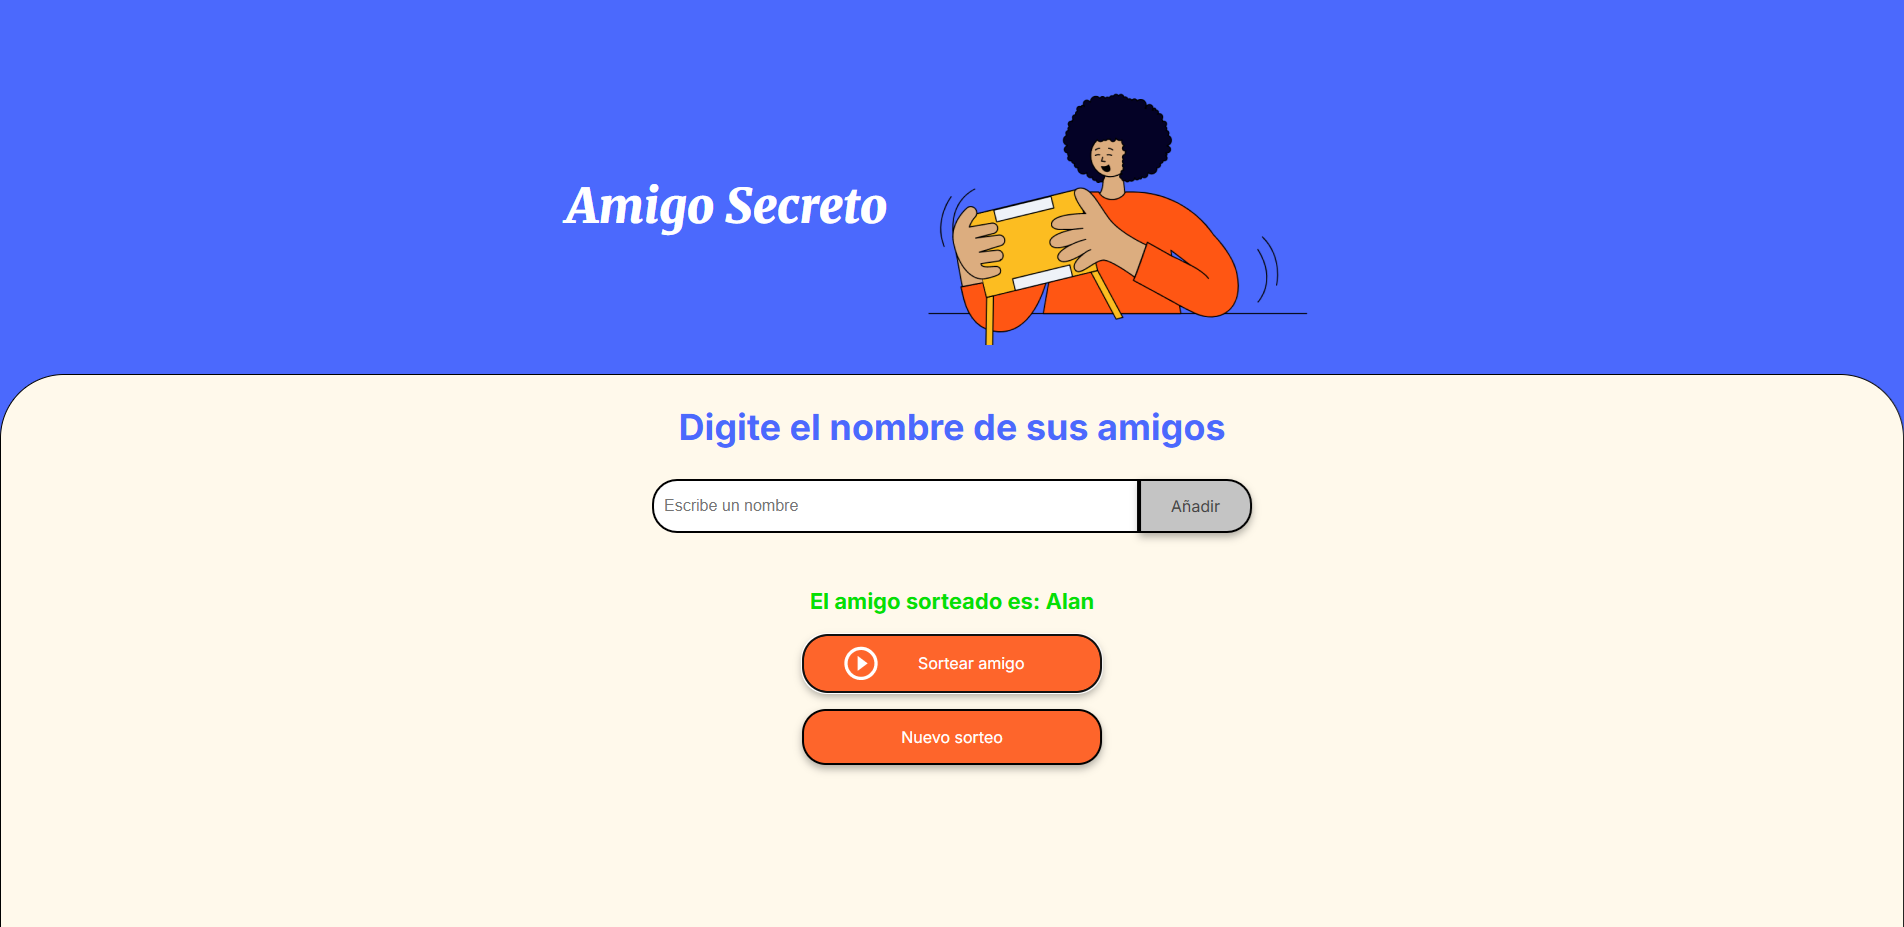 Amigo Secreto
Digite el nombre de sus amigos
Escribe un nombre
Añadir
El amigo sorteado es: Alan
Sortear amigo
Nuevo sorteo